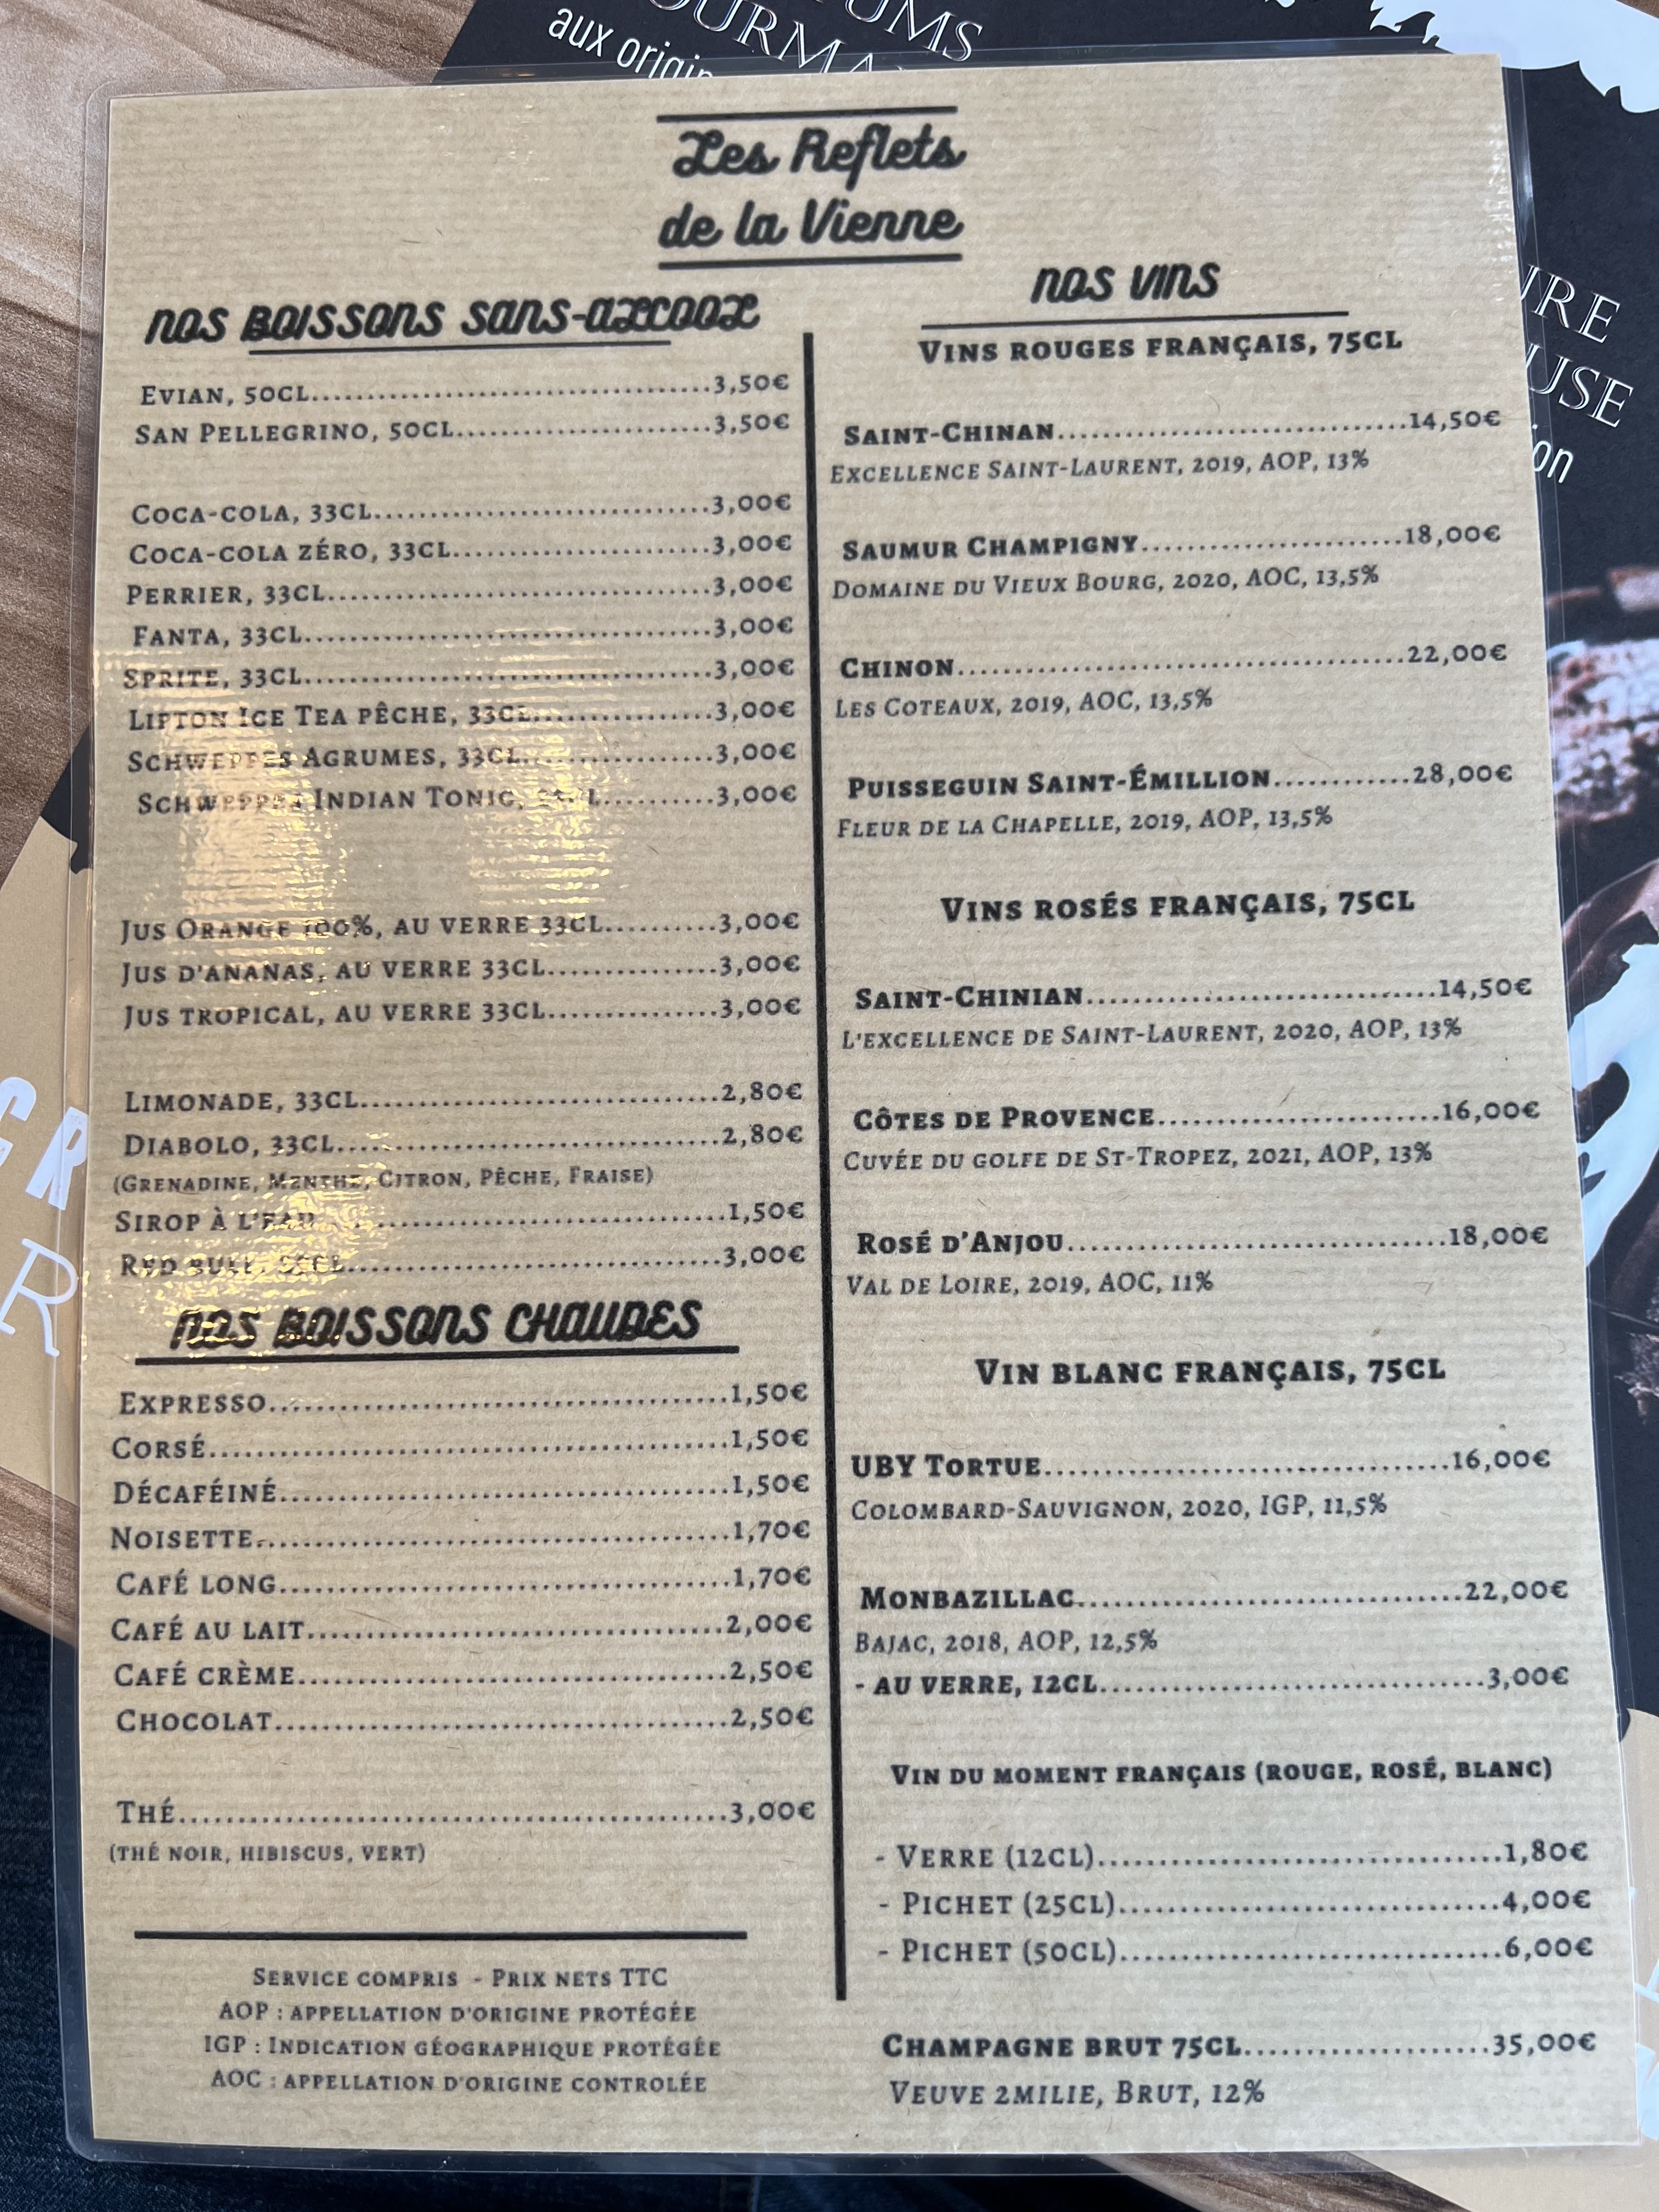 UMS
OURMA
aux origin
Les Reflets
de la Vienne
NOS BOISSONS SANS-ALCOOL
EVIAN, 50CL...3,50€
SAN PELLEGRINO, 50CL...3,50€
COCA-COLA, 33CL...3,00€
COCA-COLA ZÉRO, 33CL...3,00€
PERRIER, 33CL...3,00€
FANTA, 33CL...3,00€
SPRITE, 33CL...3,00€
LIPTON ICE TEA PÊCHE, 33CL...3,00€
SCHWEPPES AGRUMES, 33CL...3,00€
SCHWEPPES INDIAN TONIC, ...3,00€
JUS ORANGE 100%, AU VERRE 33CL...3,00€
JUS D'ANANAS, AU VERRE 33CL...3,00€
JUS TROPICAL, AU VERRE 33CL...3,00€
LIMONADE, 33CL...2,80€
DIABOLO, 33CL...2,80€
(GRENADINE, MENTHE, CITRON, PÊCHE, FRAISE)
SIROP À L'EAU...1,50€
RED BULL, ...3,00€
NOS BOISSONS CHAUDES
EXPRESSO...1,50€
CORSÉ...1,50€
DÉCAFÉINÉ...1,50€
NOISETTE...1,70€
CAFÉ LONG...1,70€
CAFÉ AU LAIT...2,00€
CAFÉ CRÈME...2,50€
CHOCOLAT...2,50€
THÉ...3,00€
(THÉ NOIR, HIBISCUS, VERT)
SERVICE COMPRIS - PRIX NETS TTC
AOP : APPELLATION D'ORIGINE PROTÉGÉE
IGP : INDICATION GÉOGRAPHIQUE PROTÉGÉE
AOC : APPELLATION D'ORIGINE CONTROLÉE
NOS VINS
VINS ROUGES FRANÇAIS, 75CL
SAINT-CHINAN...14,50€
EXCELLENCE SAINT-LAURENT, 2019, AOP, 13%
SAUMUR CHAMPIGNY...18,00€
DOMAINE DU VIEUX BOURG, 2020, AOC, 13,5%
CHINON...22,00€
LES COTEAUX, 2019, AOC, 13,5%
PUISSEGUIN SAINT-ÉMILLION...28,00€
FLEUR DE LA CHAPELLE, 2019, AOP, 13,5%
VINS ROSÉS FRANÇAIS, 75CL
SAINT-CHINIAN...14,50€
L'EXCELLENCE DE SAINT-LAURENT, 2020, AOP, 13%
CÔTES DE PROVENCE...16,00€
CUVÉE DU GOLFE DE ST-TROPEZ, 2021, AOP, 13%
ROSÉ D'ANJOU...18,00€
VAL DE LOIRE, 2019, AOC, 11%
VIN BLANC FRANÇAIS, 75CL
UBY TORTUE...16,00€
COLOMBARD-SAUVIGNON, 2020, IGP, 11,5%
MONBAZILLAC...22,00€
BAJAC, 2018, AOP, 12,5%
- AU VERRE, 12CL...3,00€
VIN DU MOMENT FRANÇAIS (ROUGE, ROSÉ, BLANC)
- VERRE (12CL)...1,80€
- PICHET (25CL)...4,00€
- PICHET (50CL)...6,00€
CHAMPAGNE BRUT 75CL...35,00€
VEUVE 2MILIE, BRUT, 12%
URE
USE
ion
GR
R